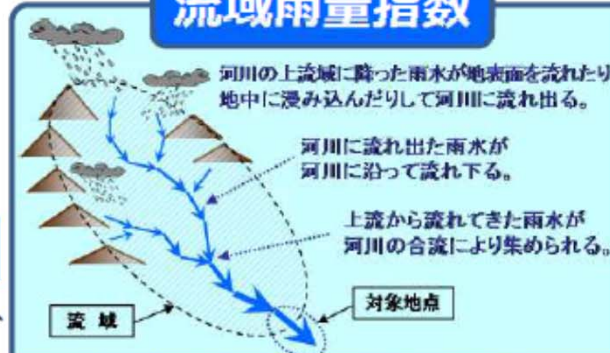 流域雨量指数
河川の上流域に降った雨水が地表面を流れたり
地中に浸み込んだりして河川に流れ出る。
河川に流れ出た雨水が
河川に沿って流れ下る。
上流から流れてきた雨水が
河川の合流により集められる。
対象地点
流 域